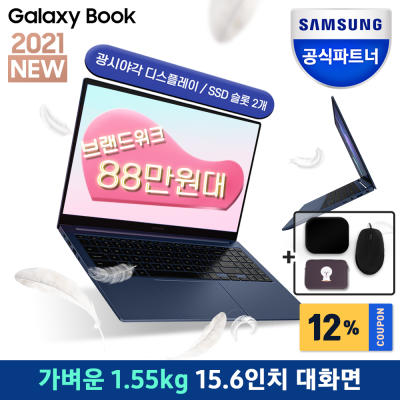 Galaxy Book
2021
NEW
SAMSUNG
공식파트너
광시야각 디스플레이 / SSD 슬롯 2개
브랜드위크
88만원대
+
12%
COUPON
가벼운 1.55kg 15.6인치 대화면